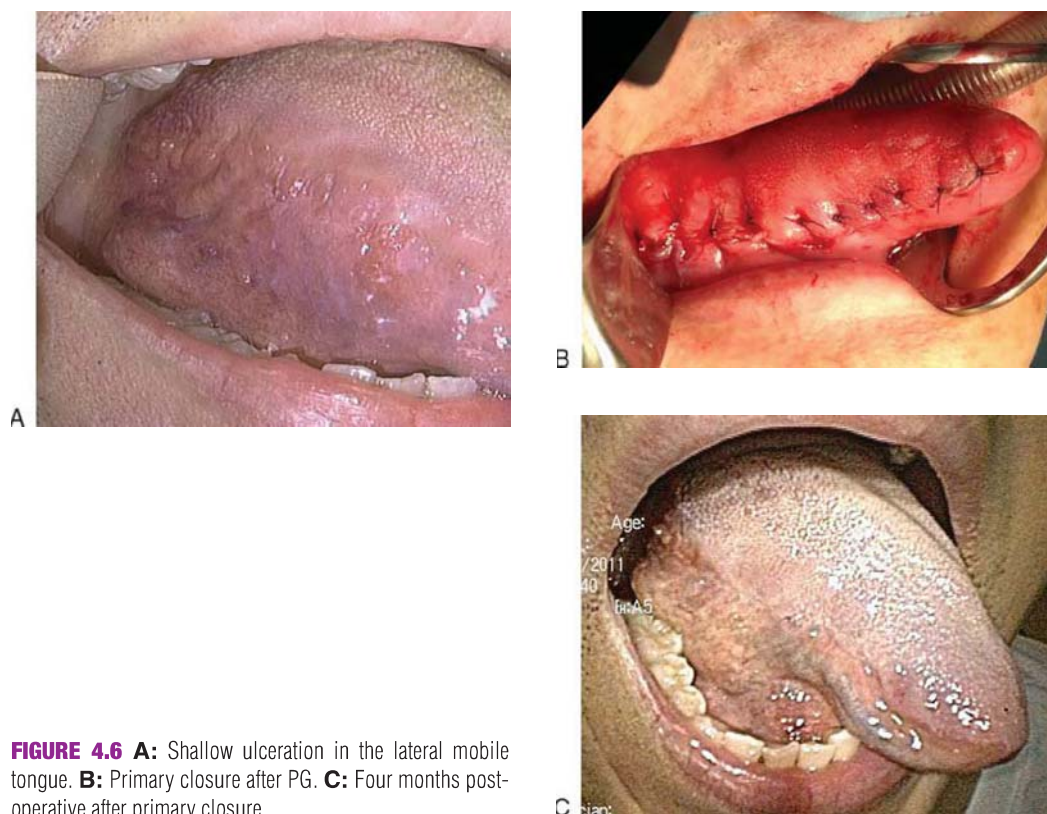 A
B
Age:
/2011
40
C
FIGURE 4.6 A: Shallow ulceration in the lateral mobile
tongue. B: Primary closure after PG. C: Four months post-
operative after primary closure
cian: